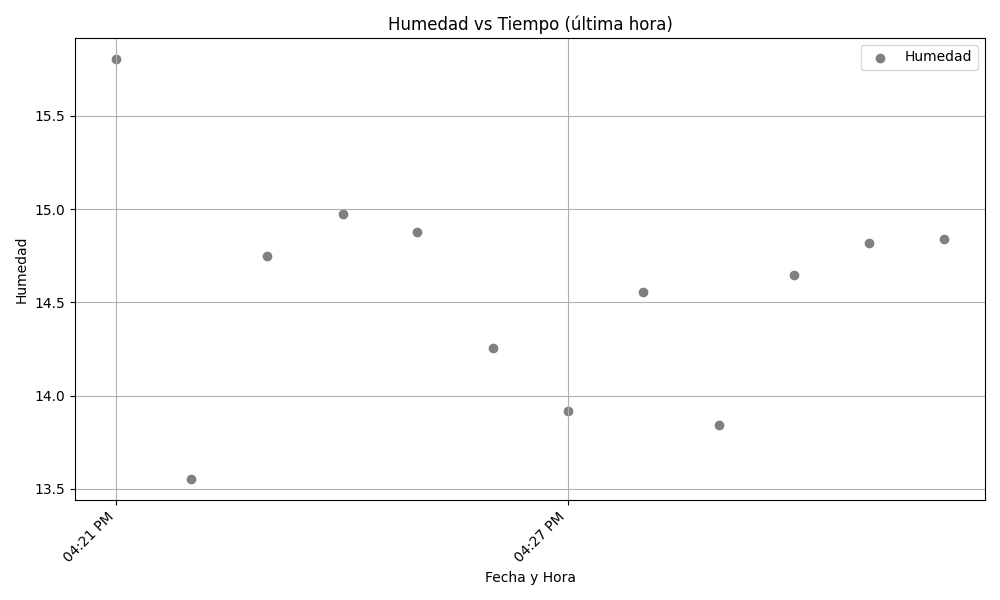 Humedad vs Tiempo (última hora)
Humedad
15.5
15.0
14.5
14.0
13.5
Humedad
04:21 PM
04:27 PM
Fecha y Hora